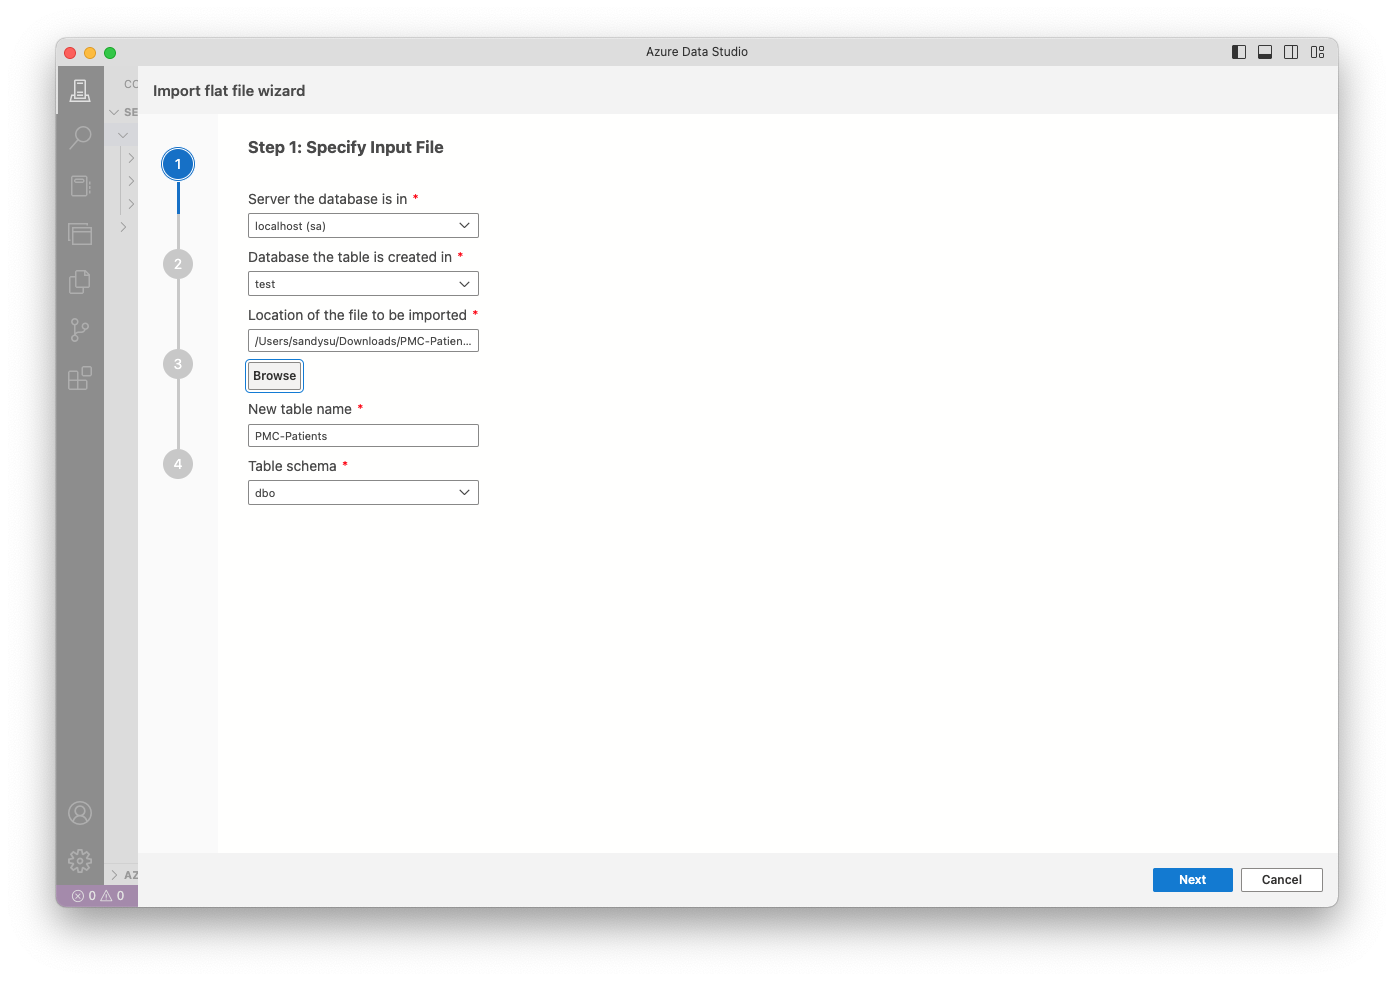 Azure Data Studio
CO
SE
Import flat file wizard
1
2
3
4
Step 1: Specify Input File
Server the database is in *
localhost (sa)
Database the table is created in *
test
Location of the file to be imported *
/Users/sandysu/Downloads/PMC-Patien...
Browse
New table name *
PMC-Patients
Table schema *
dbo
AZ
0 0
Next
Cancel